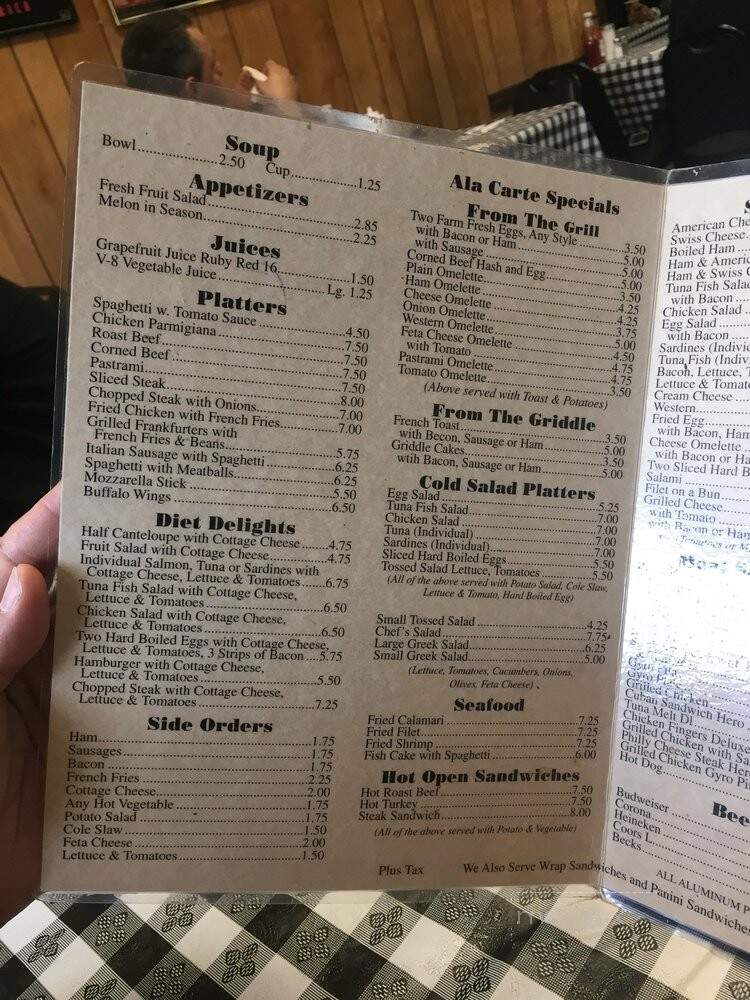 Soup
Bowl 2.50 Cup 1.25
Appetizers
Fresh Fruit Salad 2.85
Melon in Season 2.25
Juices
Grapefruit Juice Ruby Red 16 1.50
V-8 Vegetable Juice Lg. 1.25
Platters
Spaghetti w. Tomato Sauce 4.50
Chicken Parmigiana 7.50
Roast Beef 7.50
Corned Beef 7.50
Pastrami 7.50
Sliced Steak 8.00
Chopped Steak with Onions 7.00
Fried Chicken with French Fries 7.00
Grilled Frankfurters with
French Fries & Beans 5.75
Italian Sausage with Spaghetti 6.25
Spaghetti with Meatballs 6.25
Mozzarella Stick 5.50
Buffalo Wings 6.50
Diet Delights
Half Canteloupe with Cottage Cheese 4.75
Fruit Salad with Cottage Cheese 4.75
Individual Salmon, Tuna or Sardines with
Cottage Cheese, Lettuce & Tomatoes 6.75
Tuna Fish Salad with Cottage Cheese,
Lettuce & Tomatoes 6.50
Chicken Salad with Cottage Cheese,
Lettuce & Tomatoes 6.50
Two Hard Boiled Eggs with Cottage Cheese,
Lettuce & Tomatoes, 3 Strips of Bacon 5.75
Hamburger with Cottage Cheese,
Lettuce & Tomatoes 5.50
Chopped Steak with Cottage Cheese,
Lettuce & Tomatoes 7.25
Side Orders
Ham 1.75
Sausages 1.75
Bacon 1.75
French Fries 2.25
Cottage Cheese 2.00
Any Hot Vegetable 1.75
Potato Salad 1.75
Cole Slaw 1.50
Feta Cheese 2.00
Lettuce & Tomatoes 1.50
Ala Carte Specials
From The Grill
Two Farm Fresh Eggs, Any Style 3.50
with Bacon or Ham 5.00
with Sausage 5.00
Corned Beef Hash and Egg 5.00
Plain Omelette 3.50
Ham Omelette 4.25
Cheese Omelette 4.25
Onion Omelette 3.75
Western Omelette 5.00
Feta Cheese Omelette 4.50
with Tomato 4.75
Pastrami Omelette 4.75
Tomato Omelette 3.50
(Above served with Toast & Potatoes)
From The Griddle
French Toast 3.50
with Becon, Sausage or Ham 5.00
Griddle Cakes 3.50
wtih Bacon, Sausage or Ham 5.00
Cold Salad Platters
Egg Salad 5.25
Tuna Fish Salad 7.00
Chicken Salad 7.00
Tuna (Individual) 7.00
Sardines (Individual) 7.00
Sliced Hard Boiled Eggs 5.50
Tossed Salad Lettuce, Tomatoes 5.50
(All of the above served with Potato Salad, Cole Slaw,
Lettuce & Tomato, Hard Boiled Egg)
Small Tossed Salad 4.25
Chef's Salad 7.75
Large Greek Salad 6.25
Small Greek Salad 5.00
(Lettuce, Tomatoes, Cucumbers, Onions,
Olives, Feta Cheese)
Seafood
Fried Calamari 7.25
Fried Filet 7.25
Fried Shrimp 7.25
Fish Cake with Spaghetti 6.00
Hot Open Sandwiches
Hot Roast Beef 7.50
Hot Turkey 7.50
Steak Sandwich 8.00
(All of the above served with Potato & Vegetable)
Plus Tax We Also Serve Wrap Sandwiches and Panini Sandwiches
American Che
Swiss Cheese
Boiled Ham
Ham & Americ
Ham & Swiss C
Tuna Fish Salad
with Bacon
Chicken Salad
Egg Salad
with Bacon
Sardines (Individ
Tuna Fish (Indiv
Bacon, Lettuce, T
Lettuce & Tomat
Cream Cheese
Western
Fried Egg
with Bacon, Ham
Cheese Omelette
with Bacon or Ha
Two Sliced Hard B
Salami
Filet on a Bun
Grilled Cheese
with Tomato
with Bacon or Ham
Grilled Chicken
Cuban Sandwich Hero
Tuna Melt Dl
Chicken Fingers Deluxe
Grilled Chicken with Sa
Philly Cheese Steak Her
Grilled Chicken Gyro Pit
Hot Dog
Bee
Budweiser
Corona
Heineken
Coors L
Becks
ALL ALUMINUM P